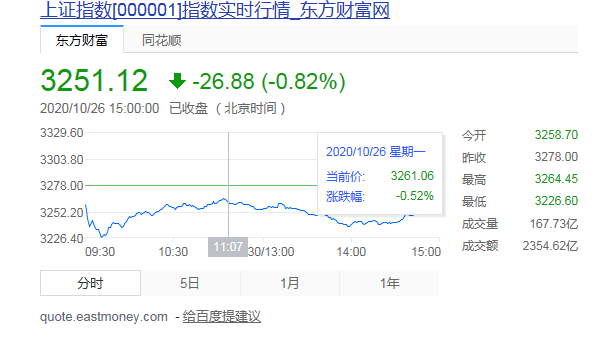 上证指数[000001]指数实时行情_东方财富网
东方财富 同花顺
3251.12 -26.88 (-0.82%)
2020/10/26 15:00:00 已收盘 ( 北京时间 )
3329.60
3303.80
3278.00
3252.20
3226.40
09:30 10:30 11:07 30/13:00 14:00 15:00
2020/10/26 星期一
当前价: 3261.06
涨跌幅: -0.52%
今开 3258.70
昨收 3278.00
最高 3264.45
最低 3226.60
成交量 167.73亿
成交额 2354.62亿
分时 5日 1月 1年
quote.eastmoney.com - 给百度提建议